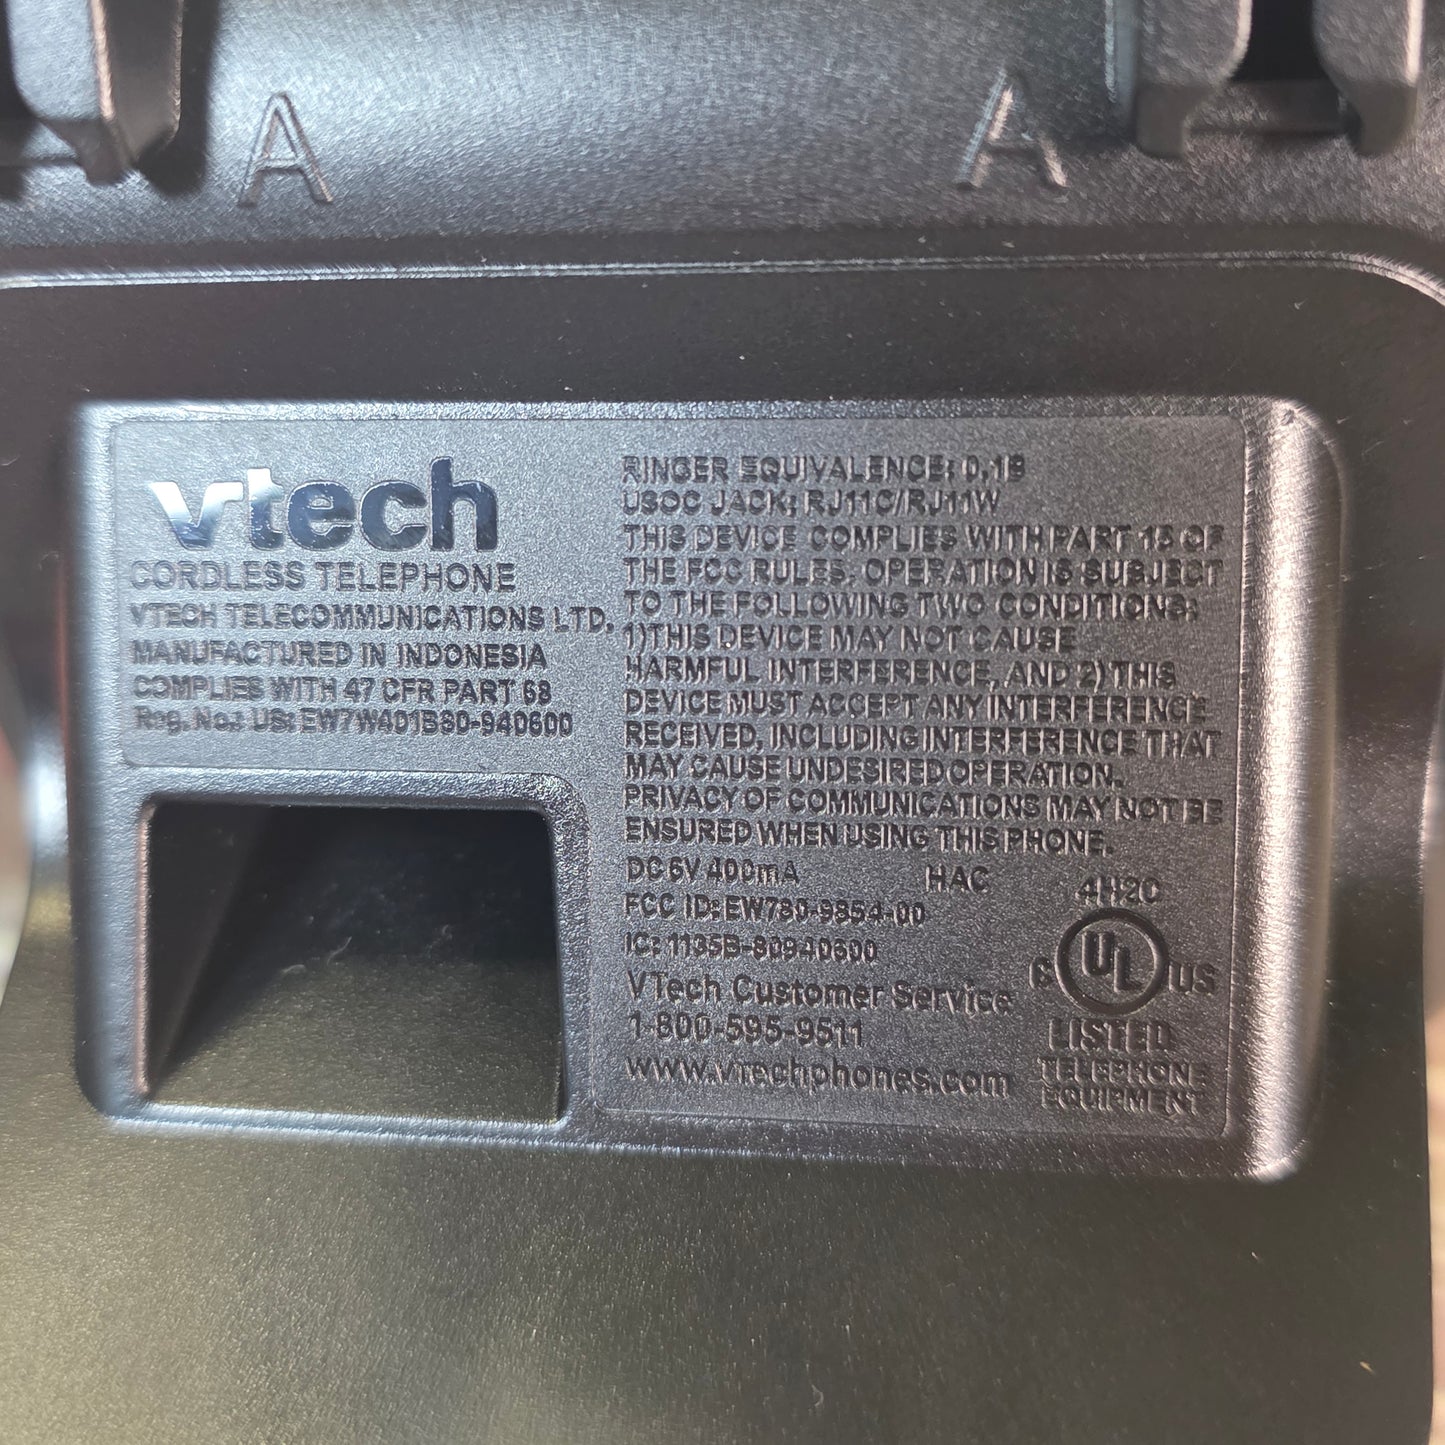 A A
vtech
CORDLESS TELEPHONE
VTECH TELECOMMUNICATIONS LTD.
MANUFACTURED IN INDONESIA
COMPLIES WITH 47 CFR PART 68
Reg. No.: US: EW7W401B80-940600
RINGER EQUIVALENCE: 0.1B
USOC JACK: RJ11C/RJ11W
THIS DEVICE COMPLIES WITH PART 15 OF
THE FCC RULES. OPERATION IS SUBJECT
TO THE FOLLOWING TWO CONDITIONS:
1) THIS DEVICE MAY NOT CAUSE
HARMFUL INTERFERENCE, AND 2) THIS
DEVICE MUST ACCEPT ANY INTERFERENCE
RECEIVED, INCLUDING INTERFERENCE THAT
MAY CAUSE UNDESIRED OPERATION.
PRIVACY OF COMMUNICATIONS MAY NOT BE
ENSURED WHEN USING THIS PHONE.
DC 6V 400mA HAC 4H20
FCC ID: EW780-9854-00
IC: 1135B-80940600
C UL US
VTech Customer Service
1-800-595-9511
LISTED
www.vtechphones.com
TELEPHONE
EQUIPMENT